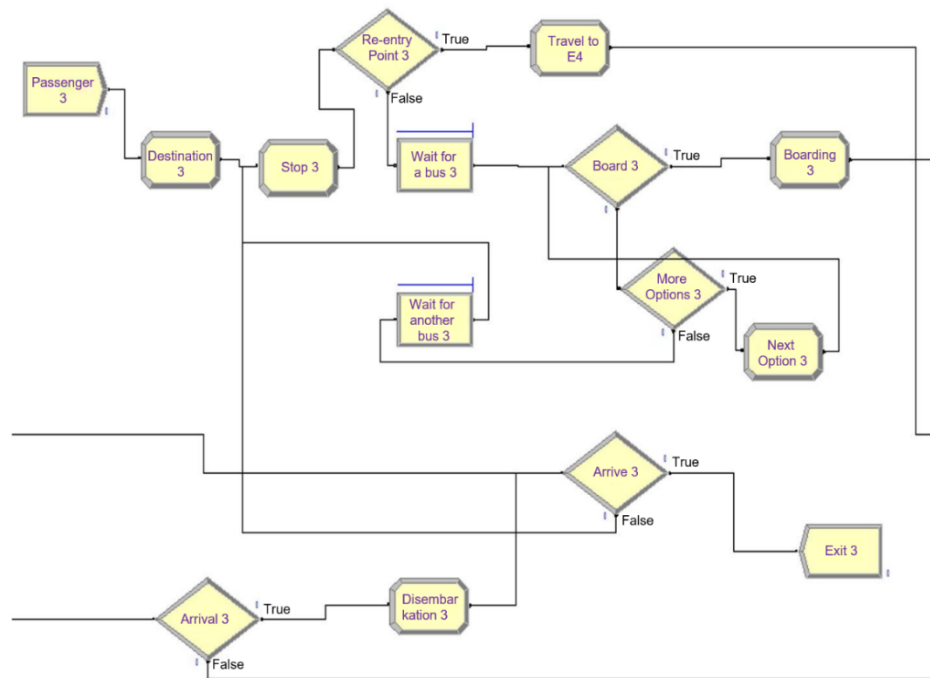 Re-entry
Point 3
True
False
Travel to
E4
Passenger
3
Destination
3
Stop 3
Wait for
a bus 3
Board 3
True
Boarding
3
More
Options 3
True
False
Wait for
another
bus 3
Next
Option 3
Arrive 3
True
False
Exit 3
Arrival 3
True
False
Disembar
kation 3